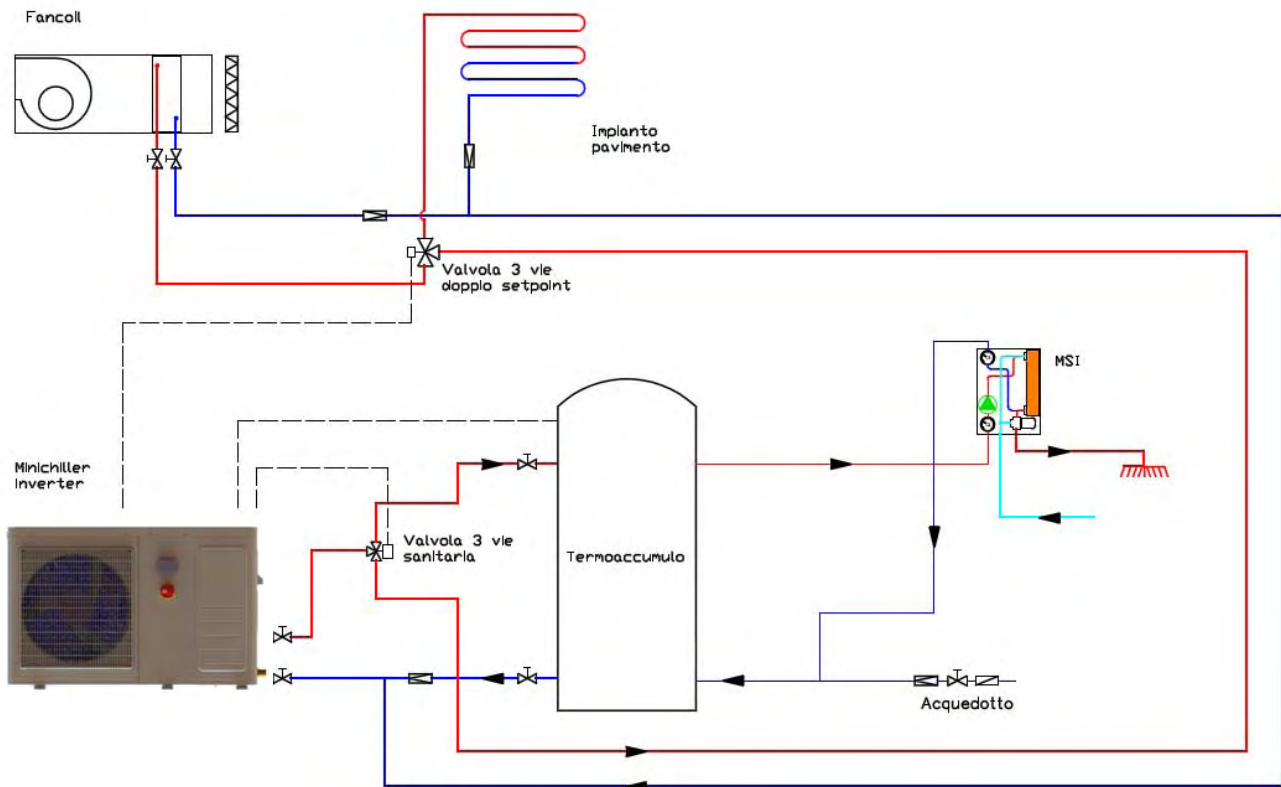 Fancoil
Impianto
pavimento
Valvola 3 vie
doppio setpoint
MSI
Minichiller
Inverter
Valvola 3 vie
sanitaria
Termoaccumulo
Acquedotto